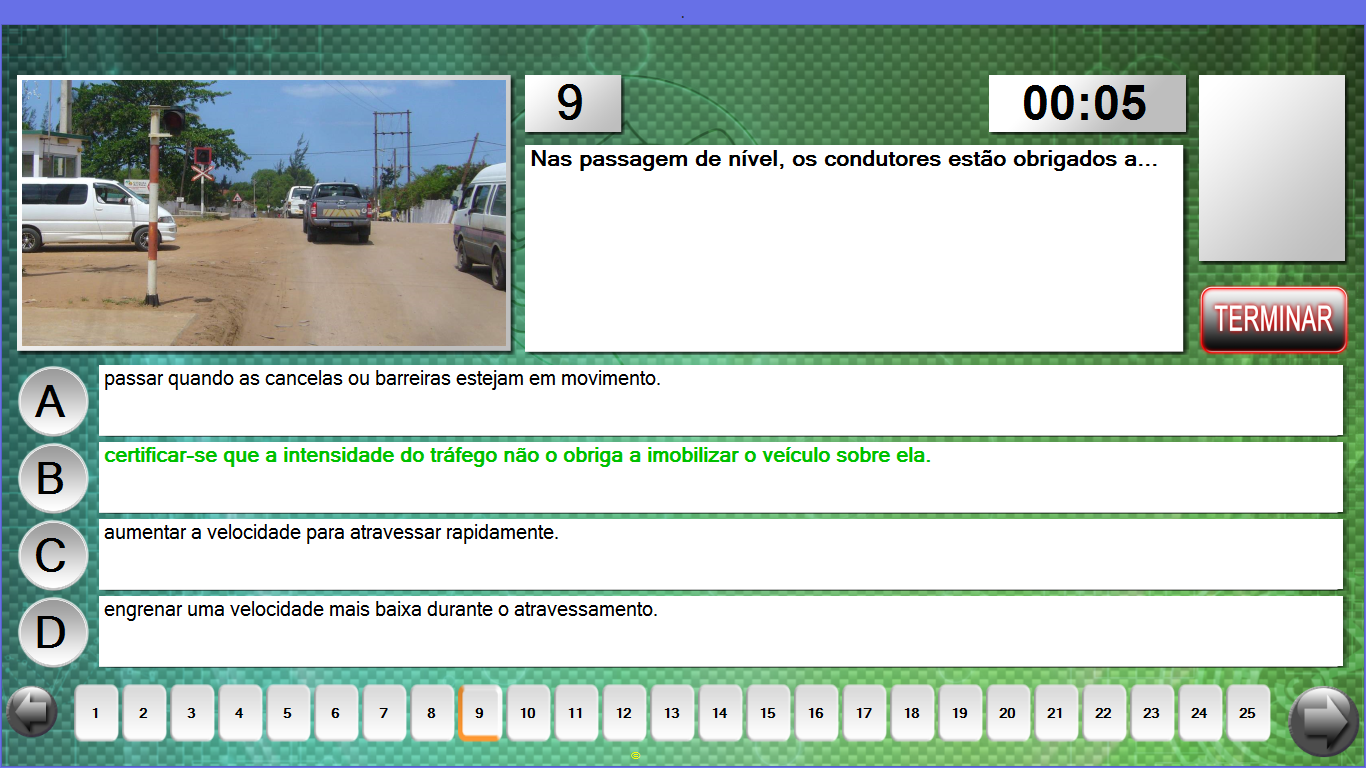 9
00:05
Nas passagem de nível, os condutores estão obrigados a...
TERMINAR
A
passar quando as cancelas ou barreiras estejam em movimento.
B
certificar-se que a intensidade do tráfego não o obriga a imobilizar o veículo sobre ela.
C
aumentar a velocidade para atravessar rapidamente.
D
engrenar uma velocidade mais baixa durante o atravessamento.
1 2 3 4 5 6 7 8 9 10 11 12 13 14 15 16 17 18 19 20 21 22 23 24 25
©